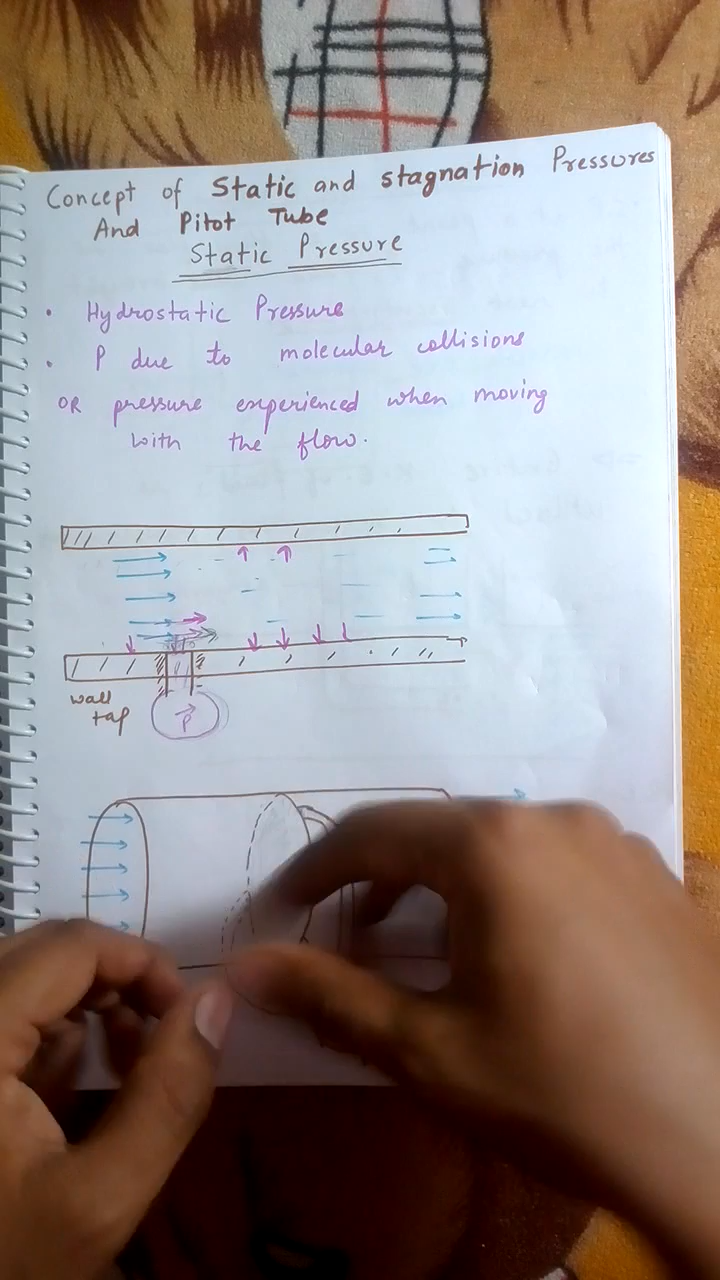 Concept of Static and stagnation Pressures
And Pitot Tube
Static Pressure
• Hydrostatic Pressure
• P due to molecular collisions
OR pressure experienced when moving
with the flow.
wall
tap
P